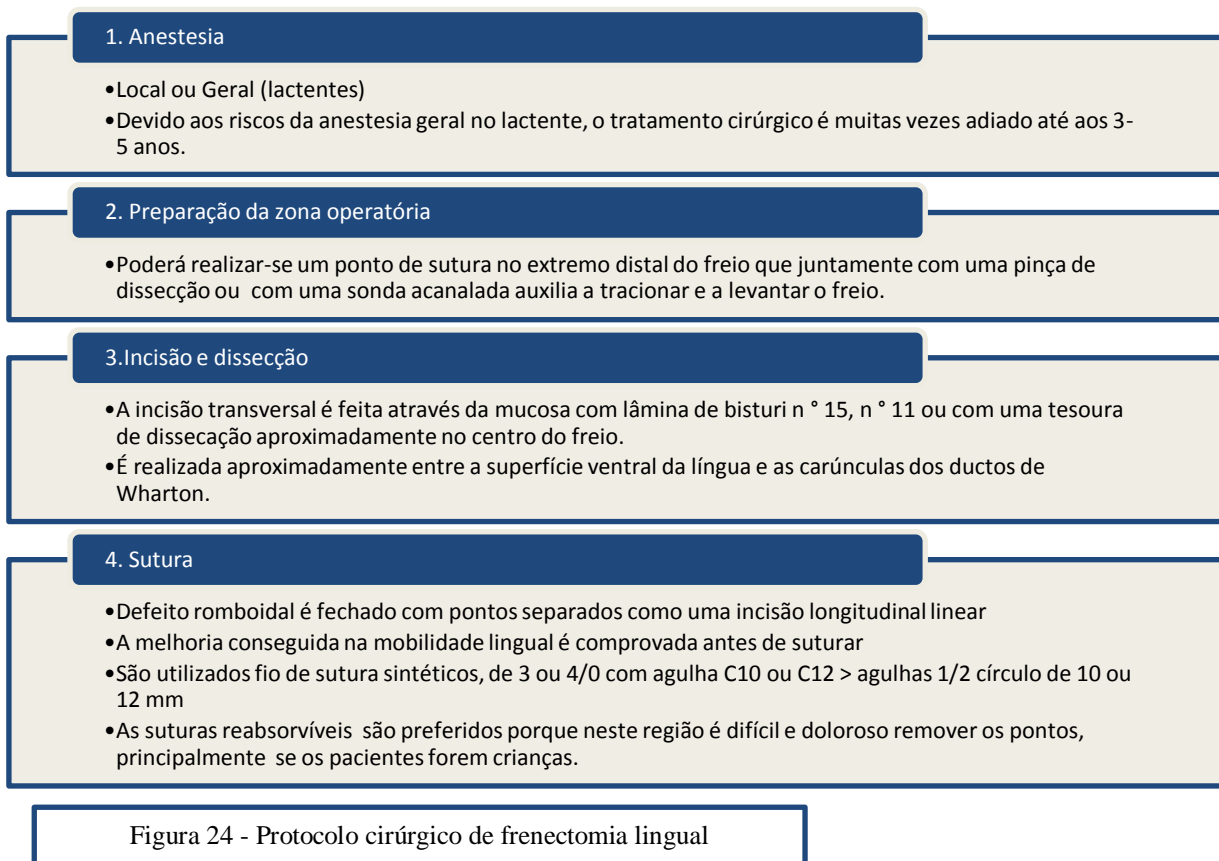 1. Anestesia
•Local ou Geral (lactentes)
•Devido aos riscos da anestesia geral no lactente, o tratamento cirúrgico é muitas vezes adiado até aos 3-
5 anos.
2. Preparação da zona operatória
•Poderá realizar-se um ponto de sutura no extremo distal do freio que juntamente com uma pinça de
dissecção ou com uma sonda acanalada auxilia a tracionar e a levantar o freio.
3.Incisão e dissecção
•A incisão transversal é feita através da mucosa com lâmina de bisturi n ° 15, n ° 11 ou com uma tesoura
de dissecação aproximadamente no centro do freio.
•É realizada aproximadamente entre a superfície ventral da língua e as carúnculas dos ductos de
Wharton.
4. Sutura
•Defeito romboidal é fechado com pontos separados como uma incisão longitudinal linear
•A melhoria conseguida na mobilidade lingual é comprovada antes de suturar
•São utilizados fio de sutura sintéticos, de 3 ou 4/0 com agulha C10 ou C12 > agulhas 1/2 círculo de 10 ou
12 mm
•As suturas reabsorvíveis são preferidos porque neste região é difícil e doloroso remover os pontos,
principalmente se os pacientes forem crianças.
Figura 24 - Protocolo cirúrgico de frenectomia lingual